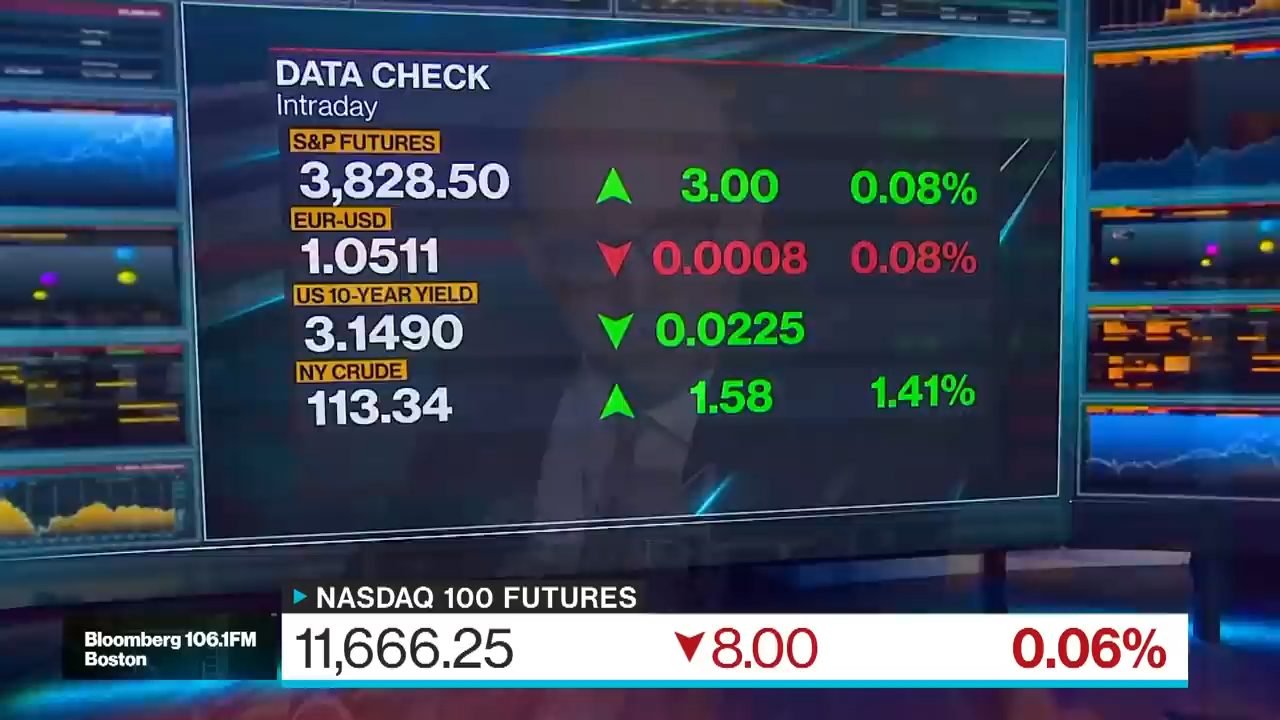 DATA CHECK
Intraday
S&P FUTURES
3,828.50 ▲ 3.00 0.08%
EUR-USD
1.0511 ▼ 0.0008 0.08%
US 10-YEAR YIELD
3.1490 ▼ 0.0225
NY CRUDE
113.34 ▲ 1.58 1.41%
NASDAQ 100 FUTURES
11,666.25 ▼ 8.00 0.06%
Bloomberg 106.1FM
Boston